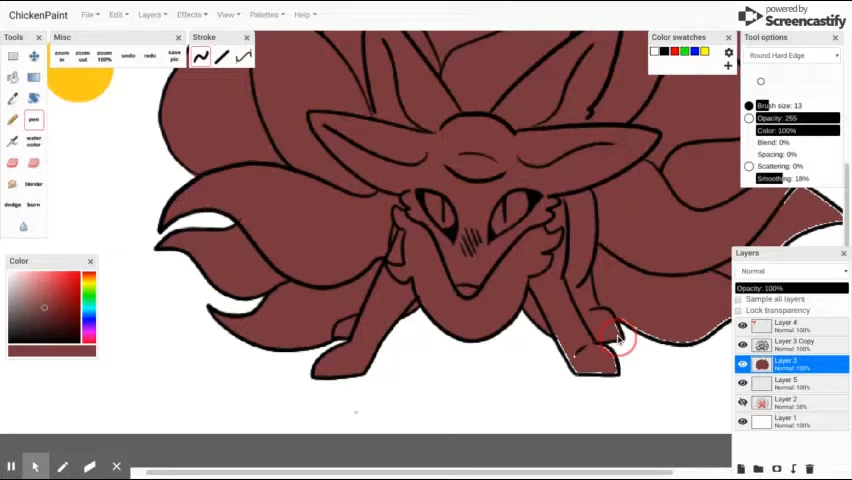 ChickenPaint File Edit Layers Effects View Palettes Help
powered by
Screencastify
Tools
Misc
Stroke
Color swatches
Tool options
zoom in
zoom out
zoom 100%
undo
redo
save pic
Round Hard Edge
Brush size: 13
Opacity: 255
Color: 100%
Blend: 0%
Spacing: 0%
Scattering: 0%
Smoothing: 18%
pen
water color
blender
dodge burn
Color
Layers
Normal
Opacity: 100%
Sample all layers
Lock transparency
Layer 4
Normal: 100%
Layer 3 Copy
Normal: 100%
Layer 3
Normal: 100%
Layer 5
Normal: 100%
Layer 2
Normal: 38%
Layer 1
Normal: 100%